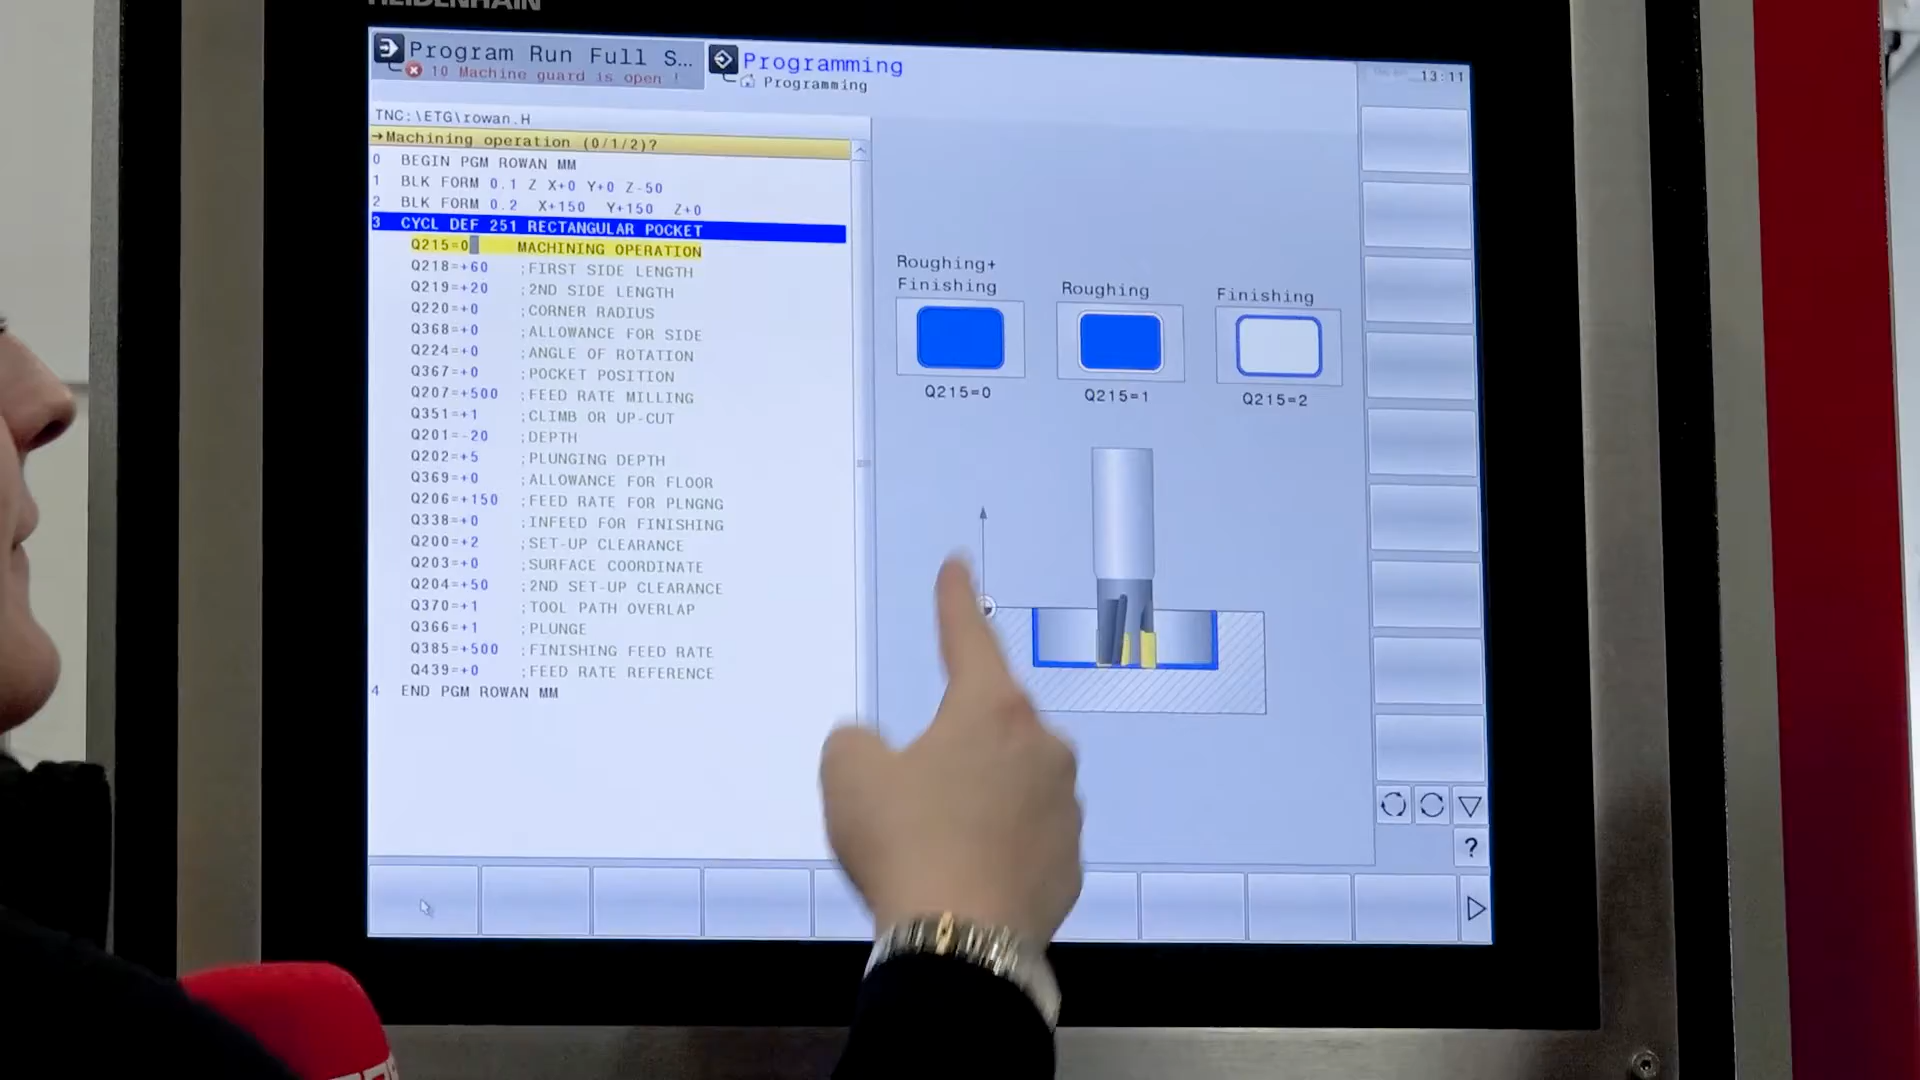 HEIDENHAIN
Program Run Full S...
10 Machine guard is open !
Programming
Programming
13:11
TNC:\ETG\rowan.H
→Machining operation (0/1/2)?
0 BEGIN PGM ROWAN MM
1 BLK FORM 0.1 Z X+0 Y+0 Z-50
2 BLK FORM 0.2 X+150 Y+150 Z+0
3 CYCL DEF 251 RECTANGULAR POCKET
Q215=0 MACHINING OPERATION
Q218=+60 ;FIRST SIDE LENGTH
Q219=+20 ;2ND SIDE LENGTH
Q220=+0 ;CORNER RADIUS
Q368=+0 ;ALLOWANCE FOR SIDE
Q224=+0 ;ANGLE OF ROTATION
Q367=+0 ;POCKET POSITION
Q207=+500 ;FEED RATE MILLING
Q351=+1 ;CLIMB OR UP-CUT
Q201=-20 ;DEPTH
Q202=+5 ;PLUNGING DEPTH
Q369=+0 ;ALLOWANCE FOR FLOOR
Q206=+150 ;FEED RATE FOR PLNGNG
Q338=+0 ;INFEED FOR FINISHING
Q200=+2 ;SET-UP CLEARANCE
Q203=+0 ;SURFACE COORDINATE
Q204=+50 ;2ND SET-UP CLEARANCE
Q370=+1 ;TOOL PATH OVERLAP
Q366=+1 ;PLUNGE
Q385=+500 ;FINISHING FEED RATE
Q439=+0 ;FEED RATE REFERENCE
4 END PGM ROWAN MM
Roughing+
Finishing
Roughing
Finishing
Q215=0
Q215=1
Q215=2
?